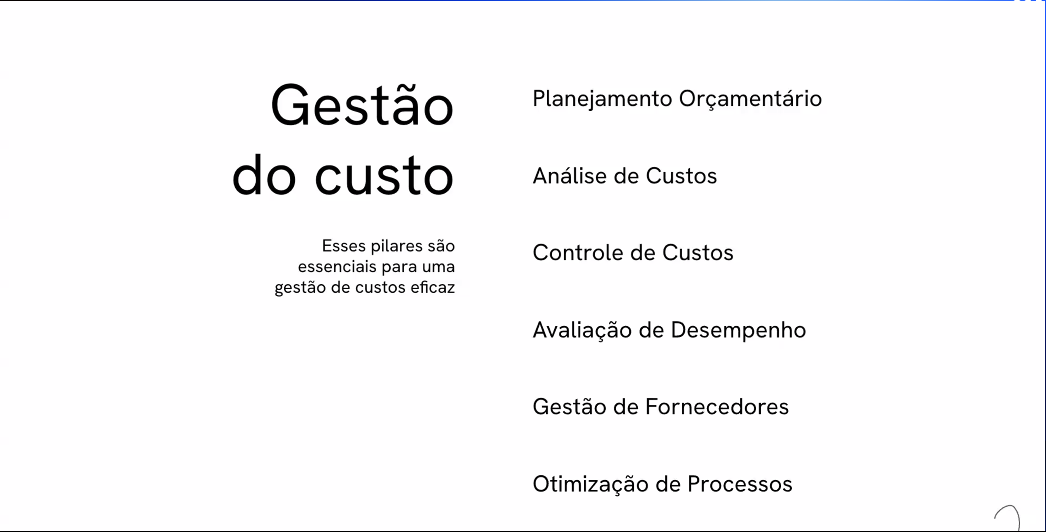 Gestão
do custo
Esses pilares são
essenciais para uma
gestão de custos eficaz
Planejamento Orçamentário
Análise de Custos
Controle de Custos
Avaliação de Desempenho
Gestão de Fornecedores
Otimização de Processos